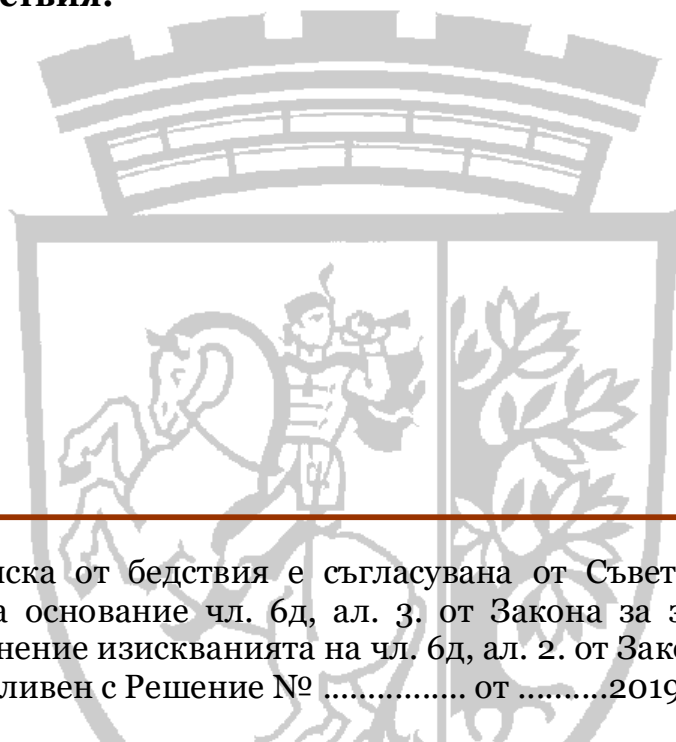 ствия.
иска от бедствия е съгласувана от Съвет
а основание чл. 6д, ал. 3. от Закона за з
нение изискванията на чл. 6д, ал. 2. от Зак
ливен с Решение № ............... от ..........2019